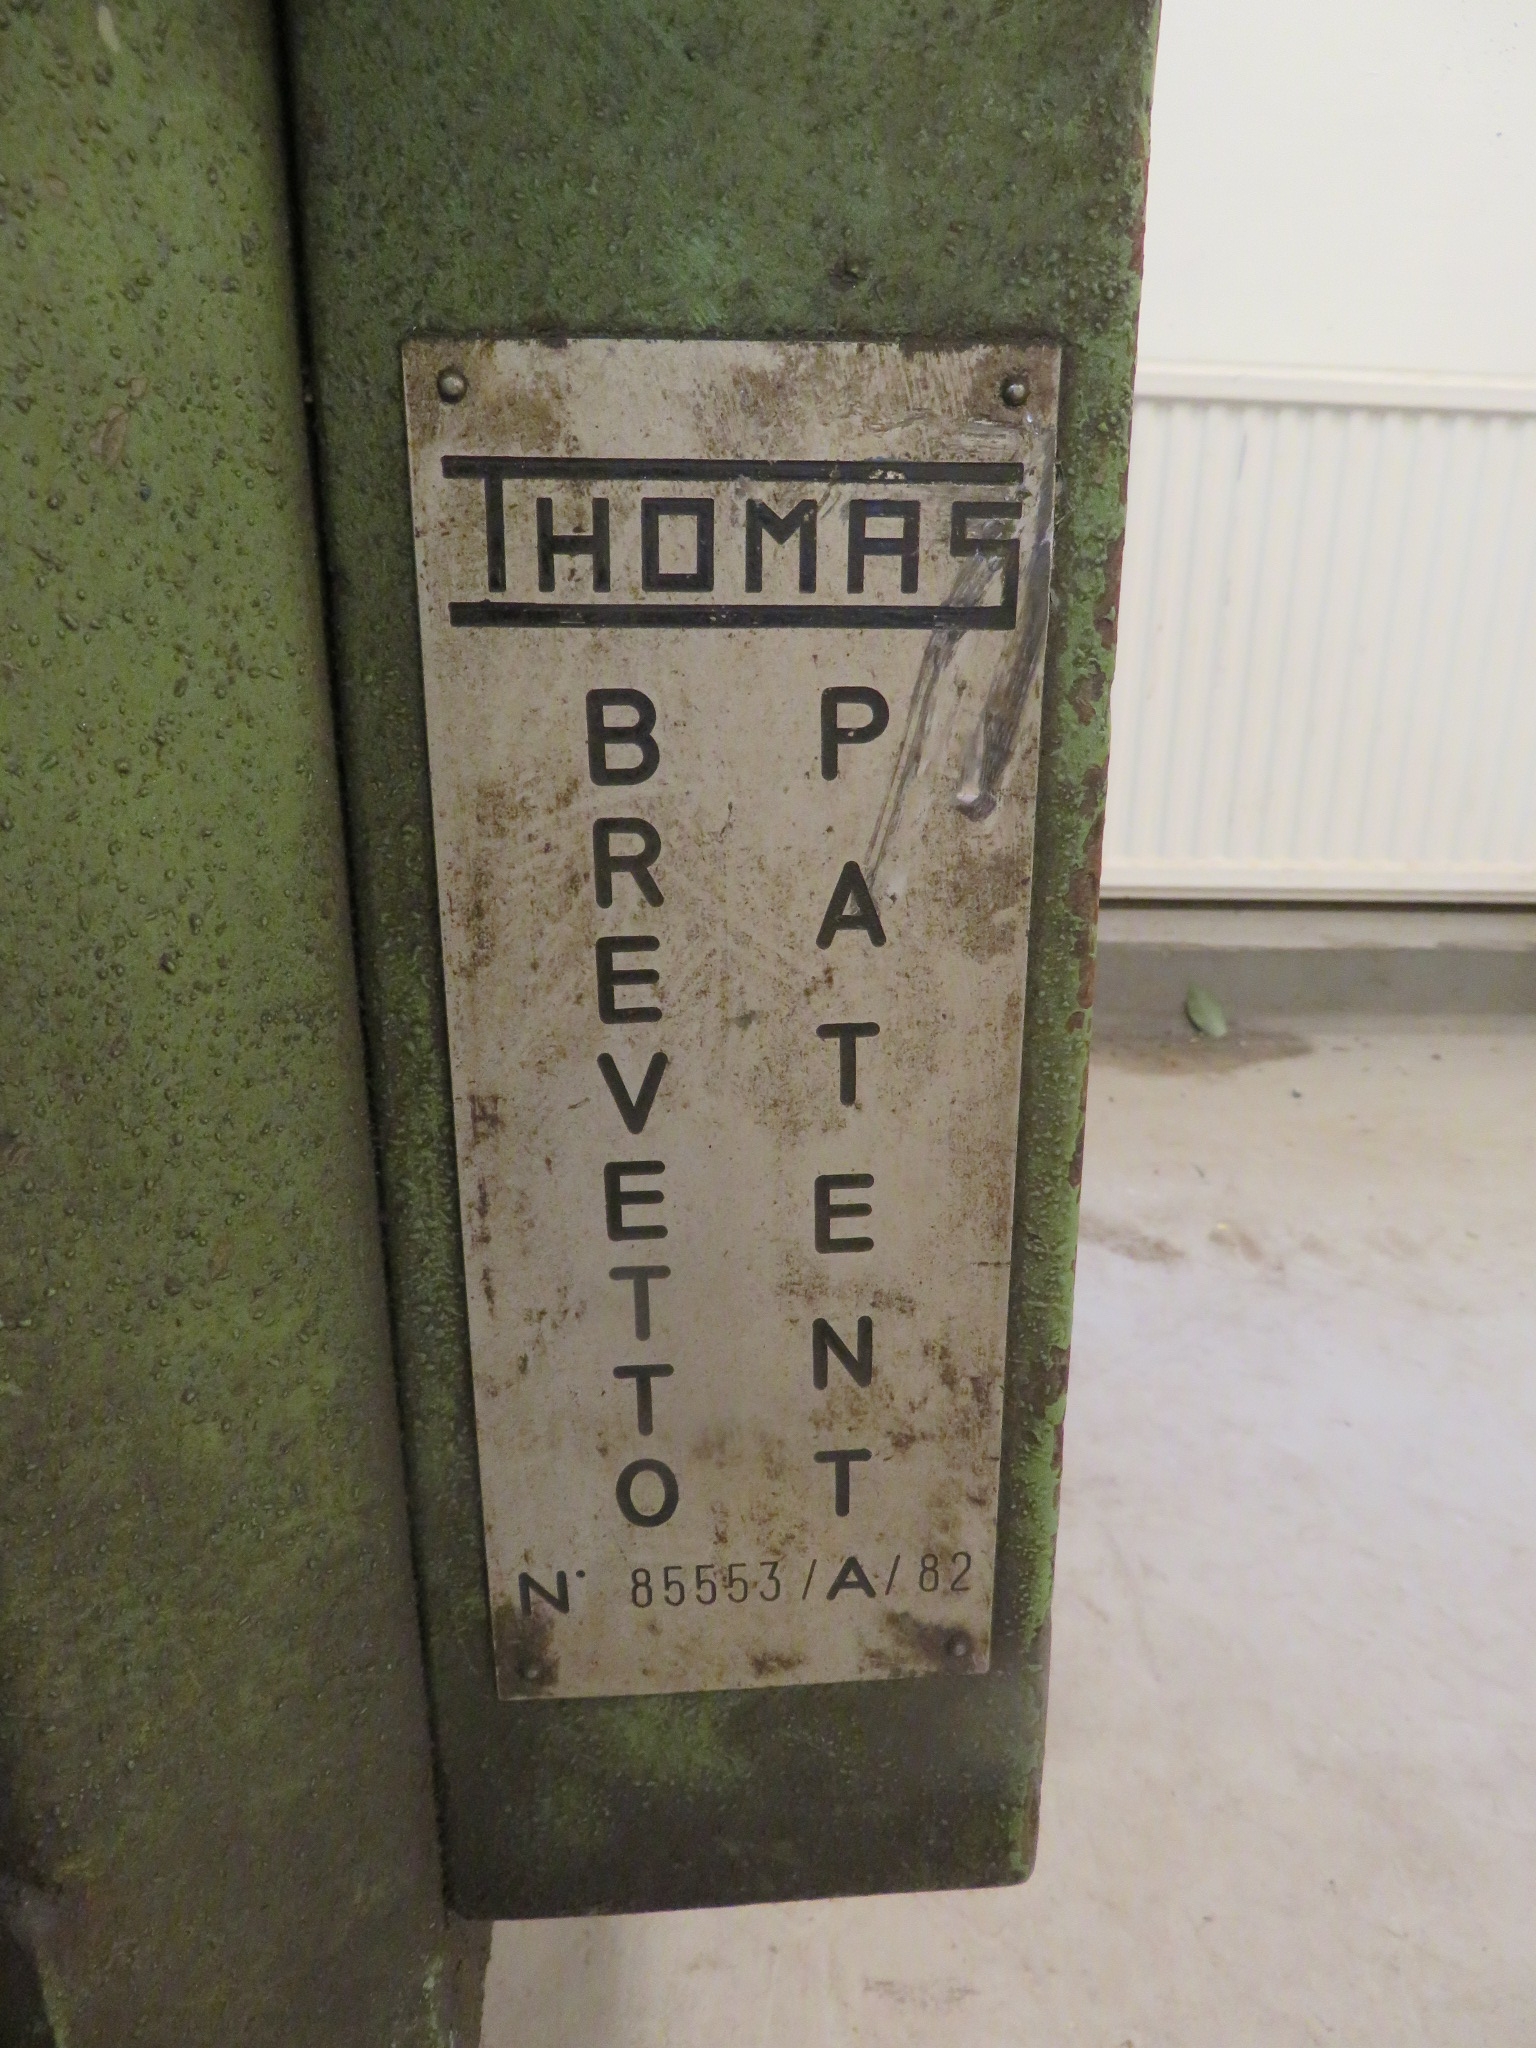 THOMAS
BREVETTO
PATENT
N. 85553/A/82